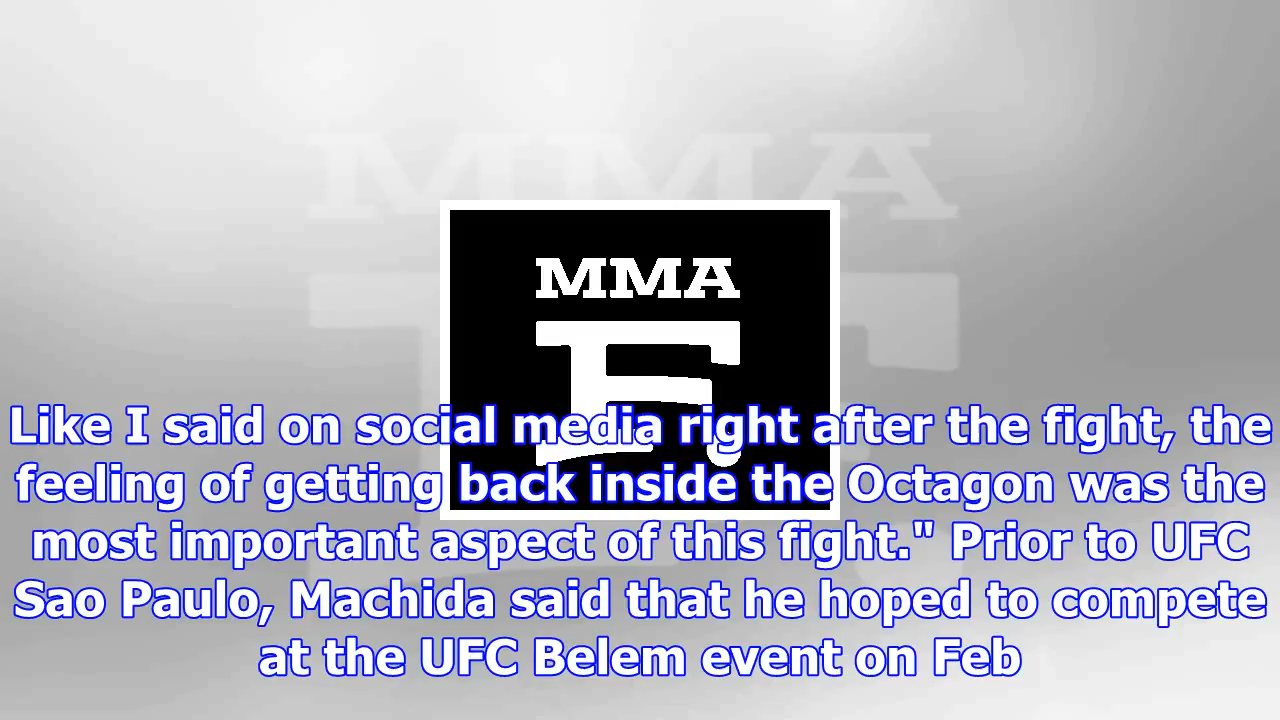 MMA
MMA
F.
Like I said on social media right after the fight, the
feeling of getting back inside the Octagon was the
most important aspect of this fight." Prior to UFC
Sao Paulo, Machida said that he hoped to compete
at the UFC Belem event on Feb